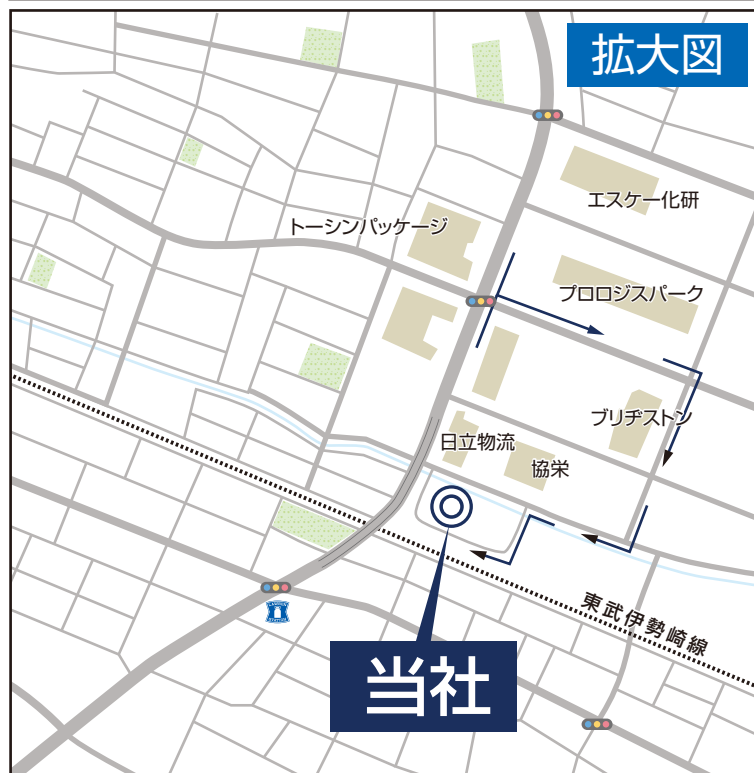 拡大図
エスケー化研
トーシンパッケージ
プロロジスパーク
ブリヂストン
日立物流
協栄
東武伊勢崎線
当社